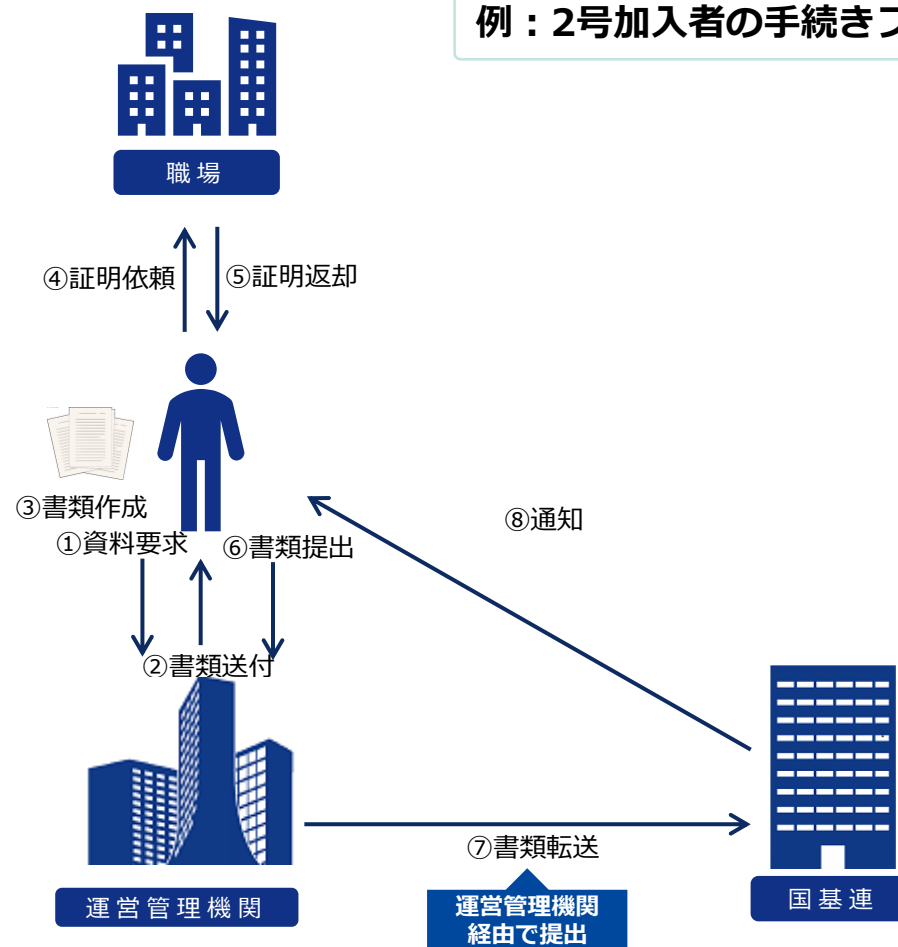 例：2号加入者の手続きフ
職場
④証明依頼
⑤証明返却
③書類作成
①資料要求
⑥書類提出
⑧通知
②書類送付
⑦書類転送
運営管理機関
運営管理機関
経由で提出
国基連